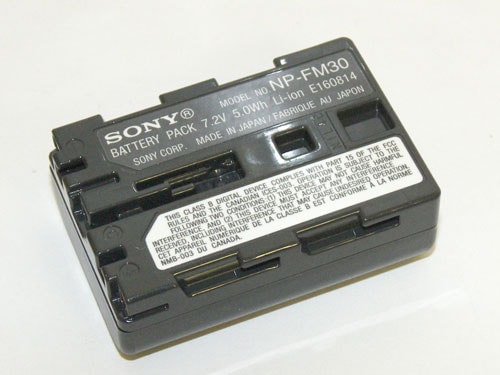 SONY® MODEL NO. NP-FM30
BATTERY PACK 7.2V 5.0Wh Li-ion E160814
SONY CORP. MADE IN JAPAN / FABRIQUE AU JAPON
THIS CLASS B DIGITAL DEVICE COMPLIES WITH PART 15 OF THE FCC
RULES AND THE CANADIAN ICES-003. OPERATION IS SUBJECT TO THE
FOLLOWING TWO CONDITIONS (1) THIS DEVICE MAY NOT CAUSE HARMFUL
INTERFERENCE, AND (2) THIS DEVICE MUST ACCEPT ANY INTERFERENCE
RECEIVED, INCLUDING INTERFERENCE THAT MAY CAUSE UNDESIRED OPERATION.
CET APPAREIL NUMÉRIQUE DE LA CLASSE B EST CONFORME À LA NORME
NMB-003 DU CANADA.